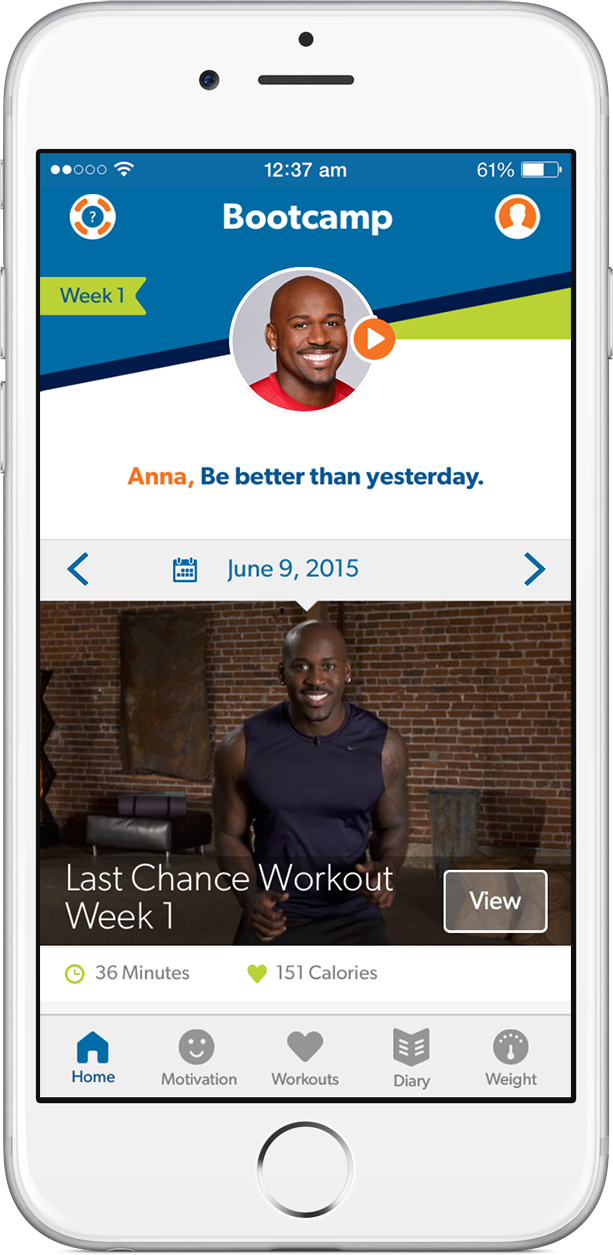 12:37 am
61%
?
Bootcamp
Week 1
Anna, Be better than yesterday.
June 9, 2015
Last Chance Workout
Week 1
View
36 Minutes
151 Calories
Home
Motivation
Workouts
Diary
Weight